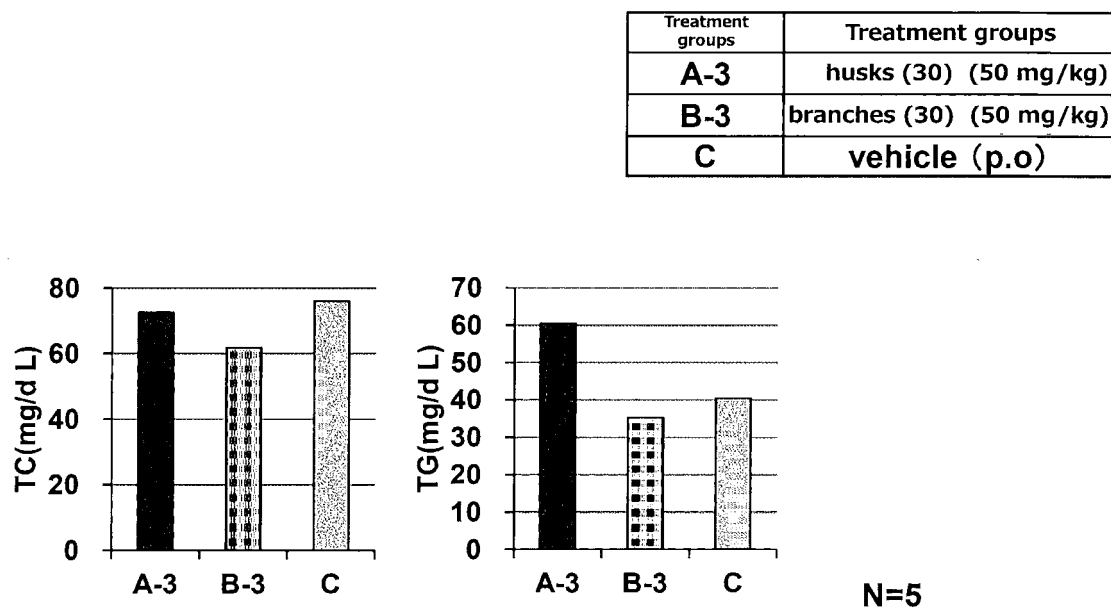 Treatment groups
Treatment groups
A-3
husks (30) (50 mg/kg)
B-3
branches (30) (50 mg/kg)
C
vehicle (p.o)
TC(mg/d L)
80
60
40
20
0
A-3 B-3 C
TG(mg/d L)
70
60
50
40
30
20
10
0
A-3 B-3 C
N=5